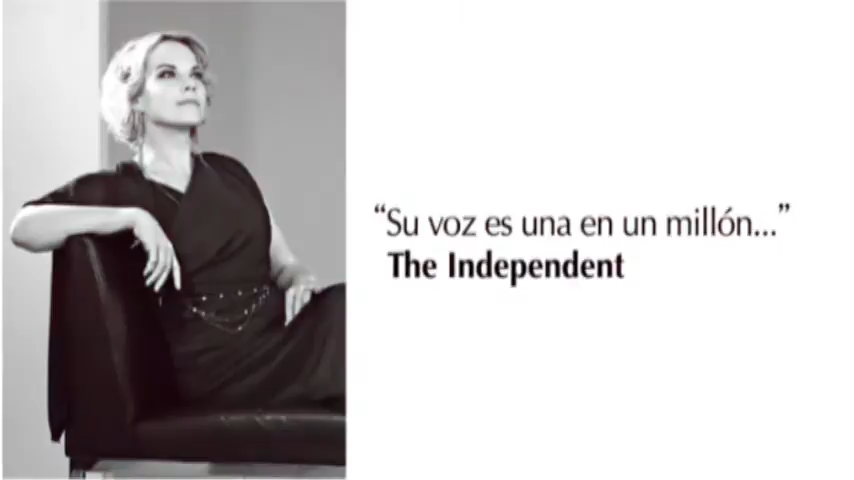 “Su voz es una en un millón...”
The Independent